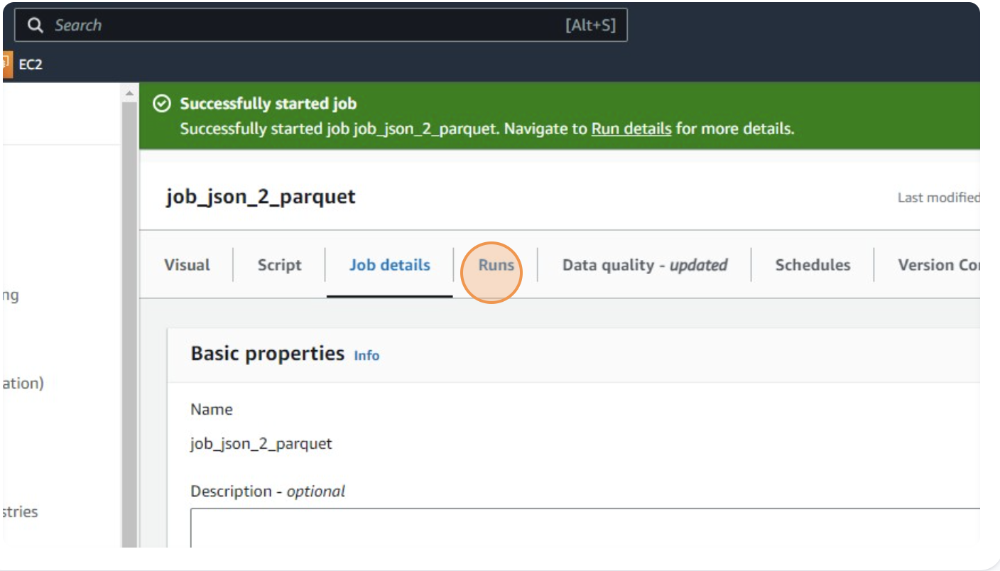 Search [Alt+S]
EC2
Successfully started job
Successfully started job job_json_2_parquet. Navigate to Run details for more details.
job_json_2_parquet
Last modified
Visual Script Job details Runs Data quality - updated Schedules Version Co
ng
Basic properties Info
ation)
Name
job_json_2_parquet
Description - optional
stries